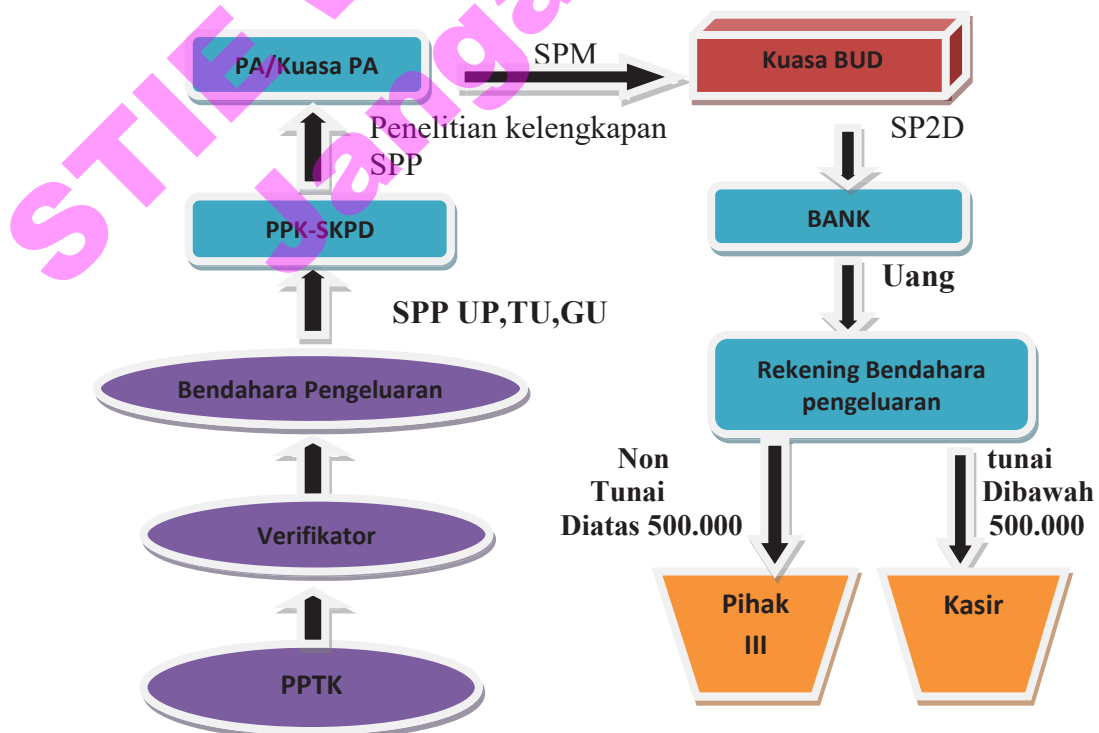 STIE
Janga
PA/Kuasa PA
SPM
Kuasa BUD
Penelitian kelengkapan
SPP
SP2D
PPK-SKPD
BANK
SPP UP,TU,GU
Uang
Bendahara Pengeluaran
Rekening Bendahara
pengeluaran
Non
Tunai
Diatas 500.000
tunai
Dibawah
500.000
Verifikator
Pihak
III
Kasir
PPTK